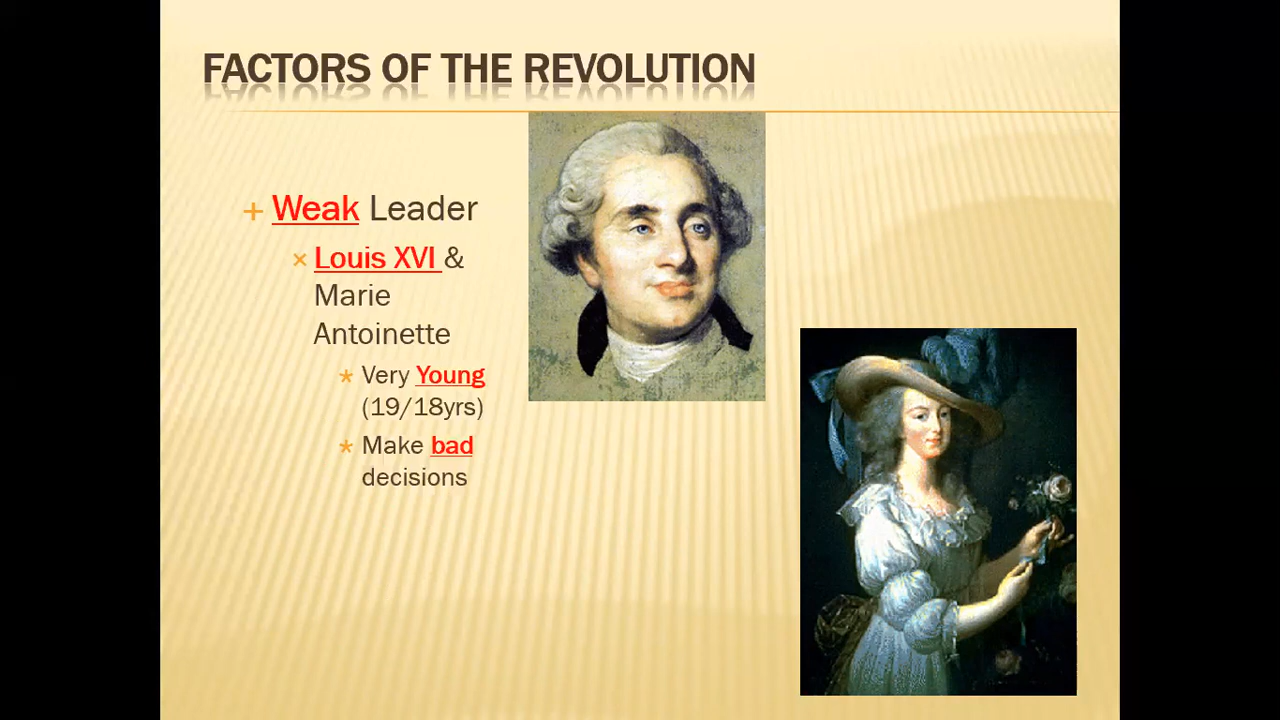 FACTORS OF THE REVOLUTION
Weak Leader
Louis XVI &
Marie
Antoinette
Very Young
(19/18yrs)
Make bad
decisions